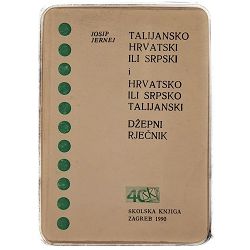 JOSIP
JERNEJ
TALIJANSKO
HRVATSKI
ILI SRPSKI
i
HRVATSKO
ILI SRPSKO
TALIJANSKI
DŽEPNI
RJEČNIK
40
ŠKOLSKA KNJIGA
ZAGREB 1990